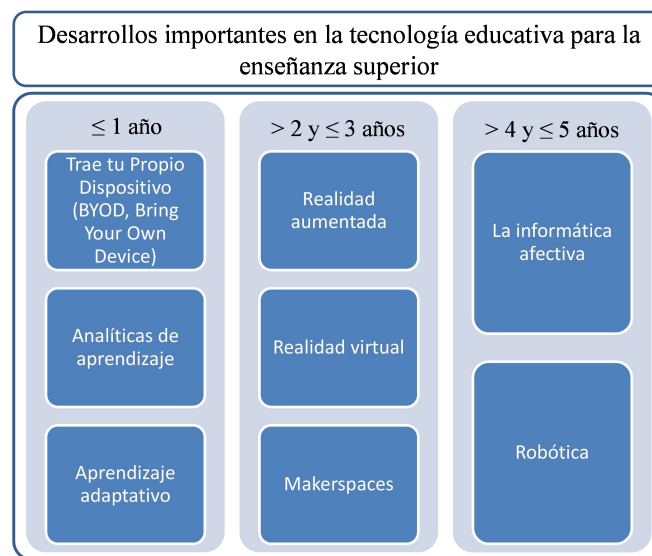 Desarrollos importantes en la tecnología educativa para la
enseñanza superior
≤ 1 año
Trae tu Propio
Dispositivo
(BYOD, Bring
Your Own
Device)
Analíticas de
aprendizaje
Aprendizaje
adaptativo
> 2 y ≤ 3 años
Realidad
aumentada
Realidad virtual
Makerspaces
> 4 y ≤ 5 años
La informática
afectiva
Robótica